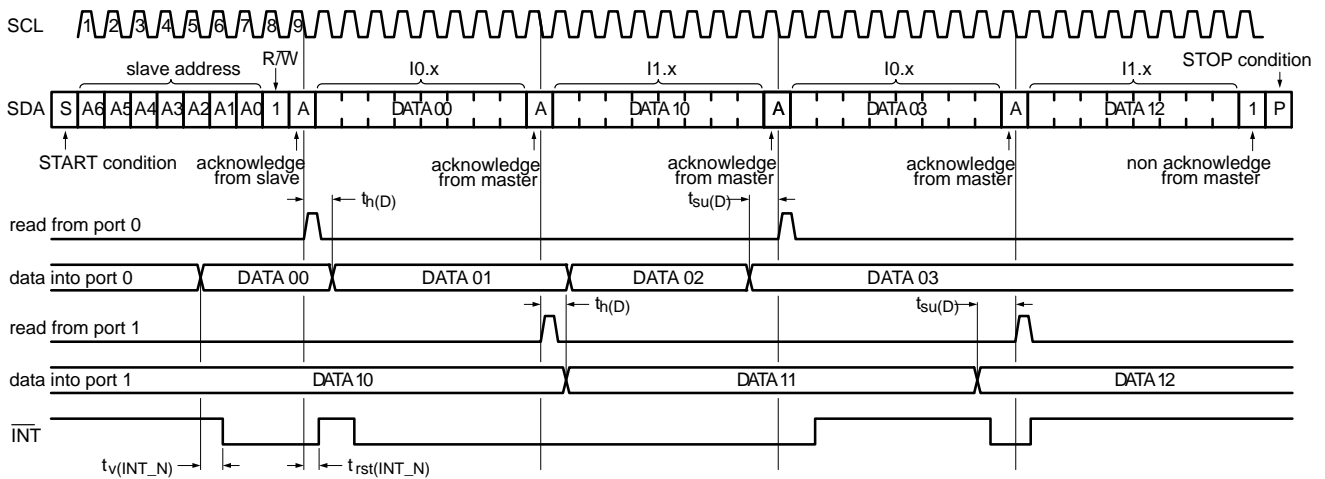 SCL 1 2 3 4 5 6 7 8 9
R/W̅ STOP condition
slave address I0.x I1.x I0.x I1.x
SDA S A6 A5 A4 A3 A2 A1 A0 1 A DATA 00 A DATA 10 A DATA 03 A DATA 12 1 P
START condition acknowledge from slave acknowledge from master acknowledge from master acknowledge from master non acknowledge from master
th(D) tsu(D)
read from port 0
data into port 0 DATA 00 DATA 01 DATA 02 DATA 03
th(D) tsu(D)
read from port 1
data into port 1 DATA 10 DATA 11 DATA 12
I̅N̅T̅
tv(INT_N) trst(INT_N)